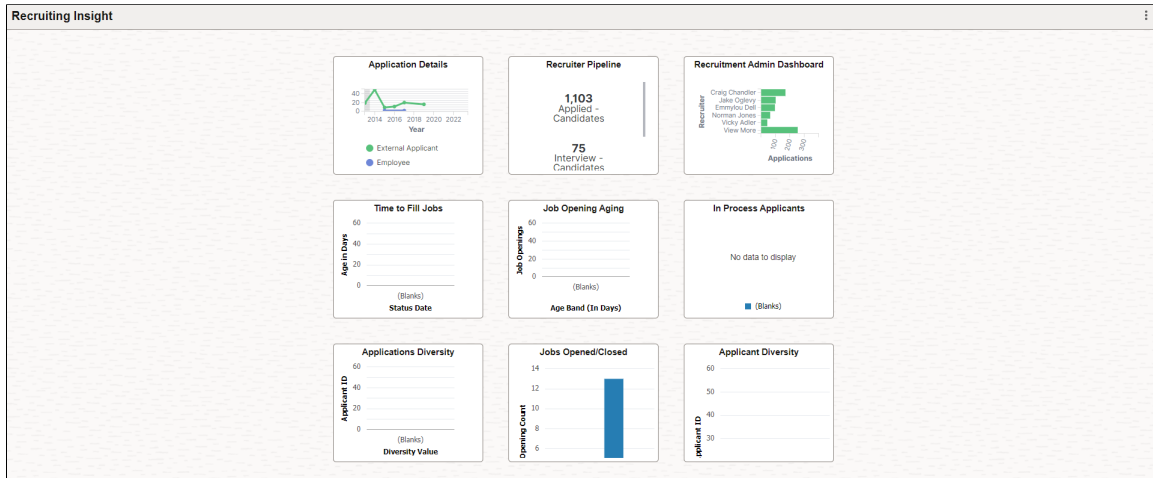 Recruiting Insight
Application Details
40
20
0
2014 2016 2018 2020 2022
Year
External Applicant
Employee
Recruiter Pipeline
1,103
Applied -
Candidates
75
Interview -
Candidates
Recruitment Admin Dashboard
Recruiter
Craig Chandler
Jake Oglevy
Emmylou Dell
Norman Jones
Vicky Adler
View More
100 200 300
Applications
Time to Fill Jobs
Age in Days
60
40
20
0
(Blanks)
Status Date
Job Opening Aging
Job Openings
60
40
20
0
(Blanks)
Age Band (In Days)
In Process Applicants
No data to display
(Blanks)
Applications Diversity
Applicant ID
60
40
20
0
(Blanks)
Diversity Value
Jobs Opened/Closed
Opening Count
14
12
10
8
6
Applicant Diversity
pplicant ID
60
50
40
30